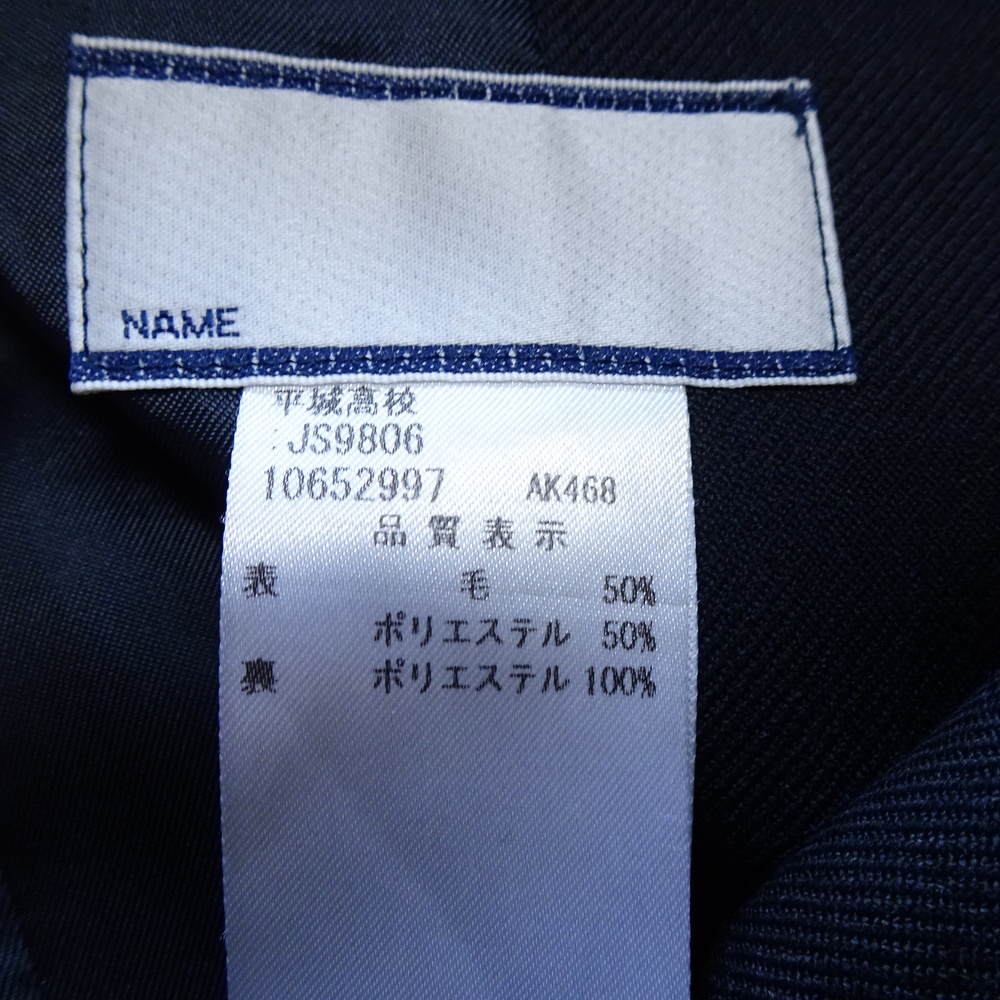 NAME
平城高校
JS9806
10652997 AK468
品質表示
表 毛 50%
ポリエステル 50%
裏 ポリエステル 100%